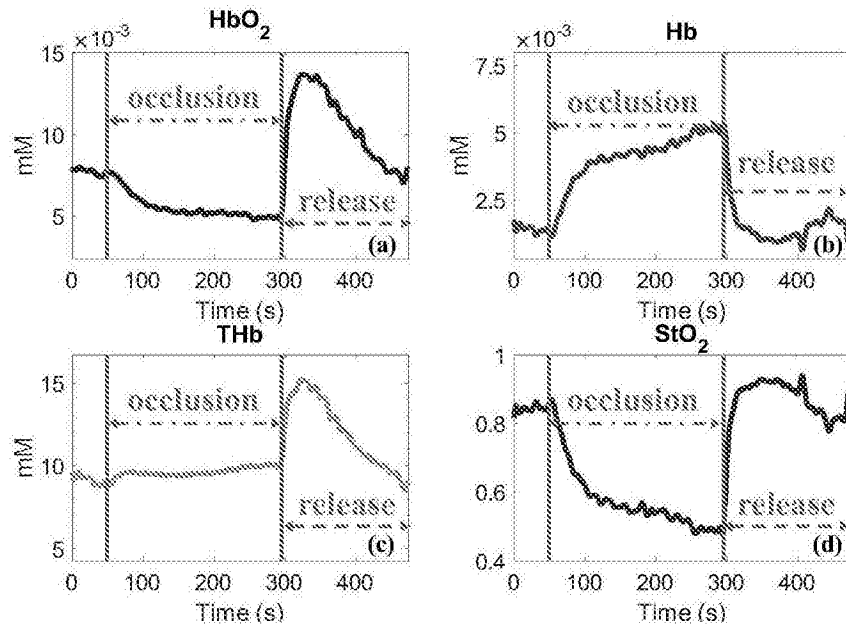 HbO2
×10-3
15
10
5
mM
occlusion
release
(a)
0 100 200 300 400
Time (s)
Hb
×10-3
7.5
5
2.5
mM
occlusion
release
(b)
0 100 200 300 400
Time (s)
THb
15
10
5
mM
occlusion
release
(c)
0 100 200 300 400
Time (s)
StO2
1
0.8
0.6
0.4
occlusion
release
(d)
0 100 200 300 400
Time (s)